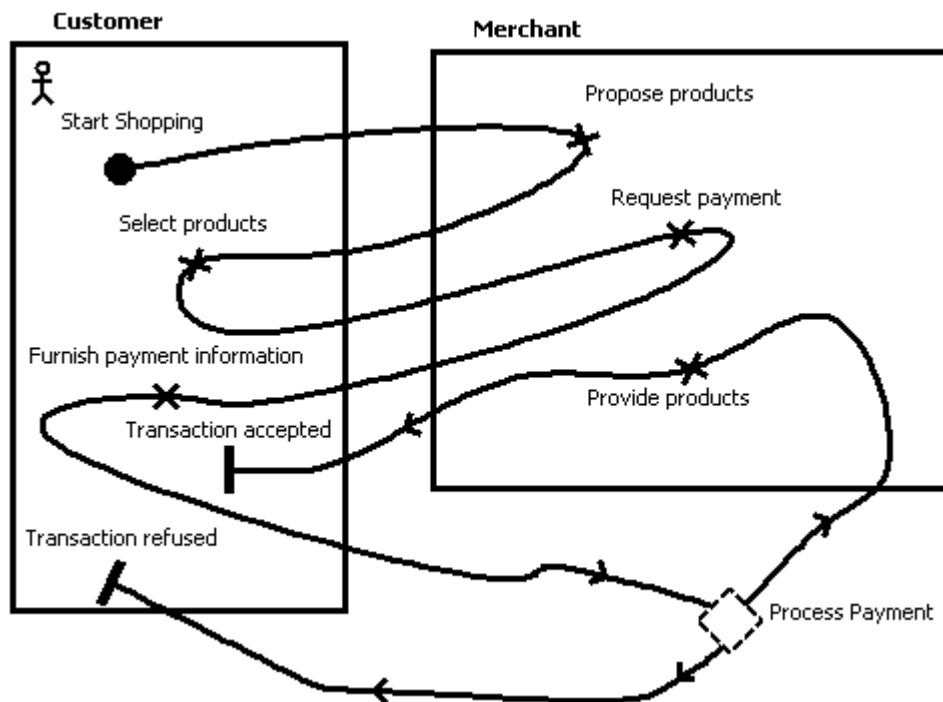 Customer
Merchant
Propose products
Start Shopping
Request payment
Select products
Furnish payment information
Provide products
Transaction accepted
Transaction refused
Process Payment